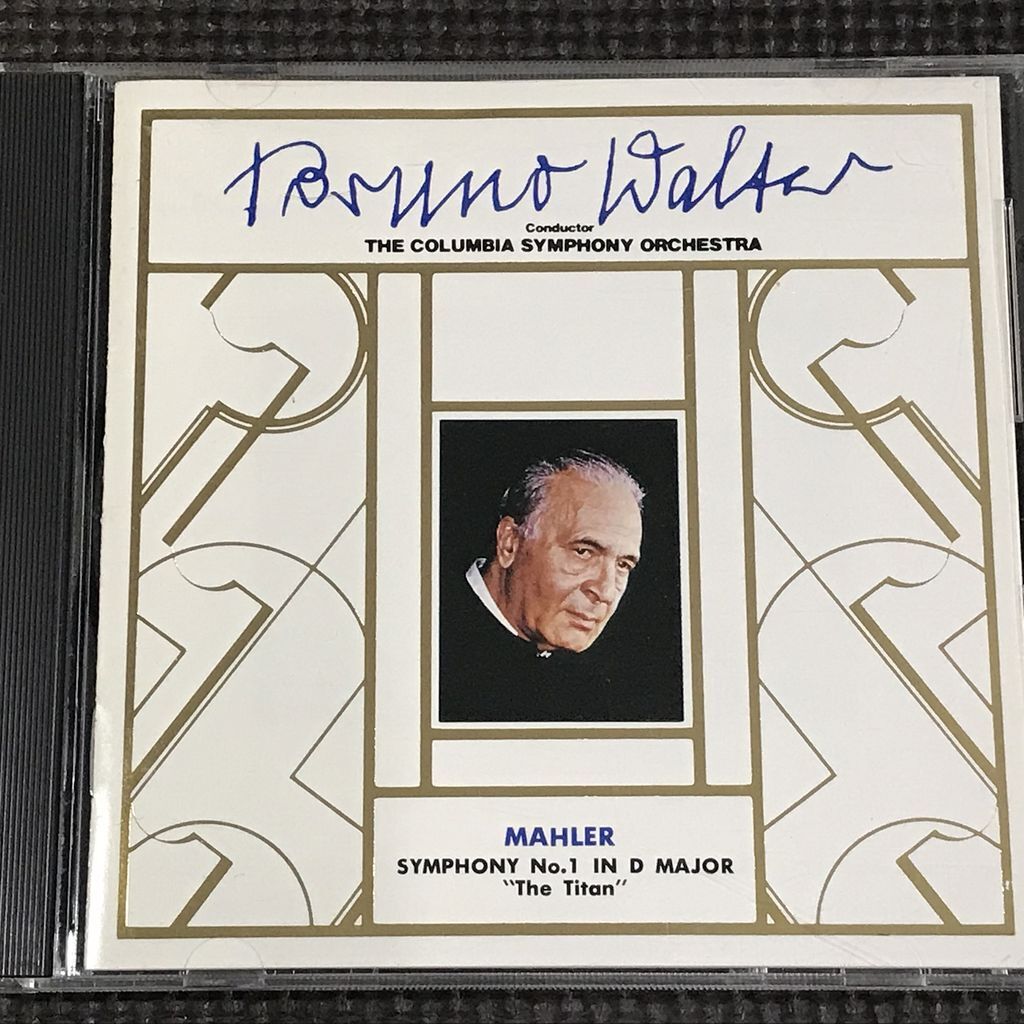 Bruno Walter
Conductor
THE COLUMBIA SYMPHONY ORCHESTRA
MAHLER
SYMPHONY No.1 IN D MAJOR
"The Titan"